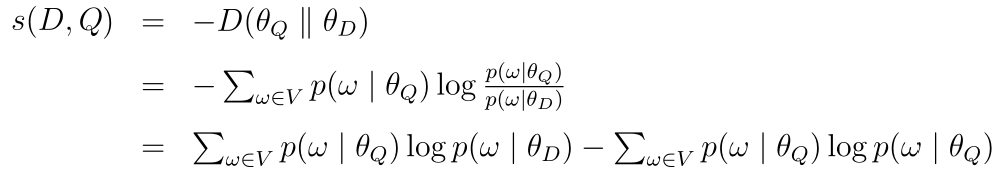 s(D, Q) = −D(θ_Q ∥ θ_D)
= − ∑_{ω∈V} p(ω | θ_Q) log p(ω|θ_Q)/p(ω|θ_D)
= ∑_{ω∈V} p(ω | θ_Q) log p(ω | θ_D) − ∑_{ω∈V} p(ω | θ_Q) log p(ω | θ_Q)